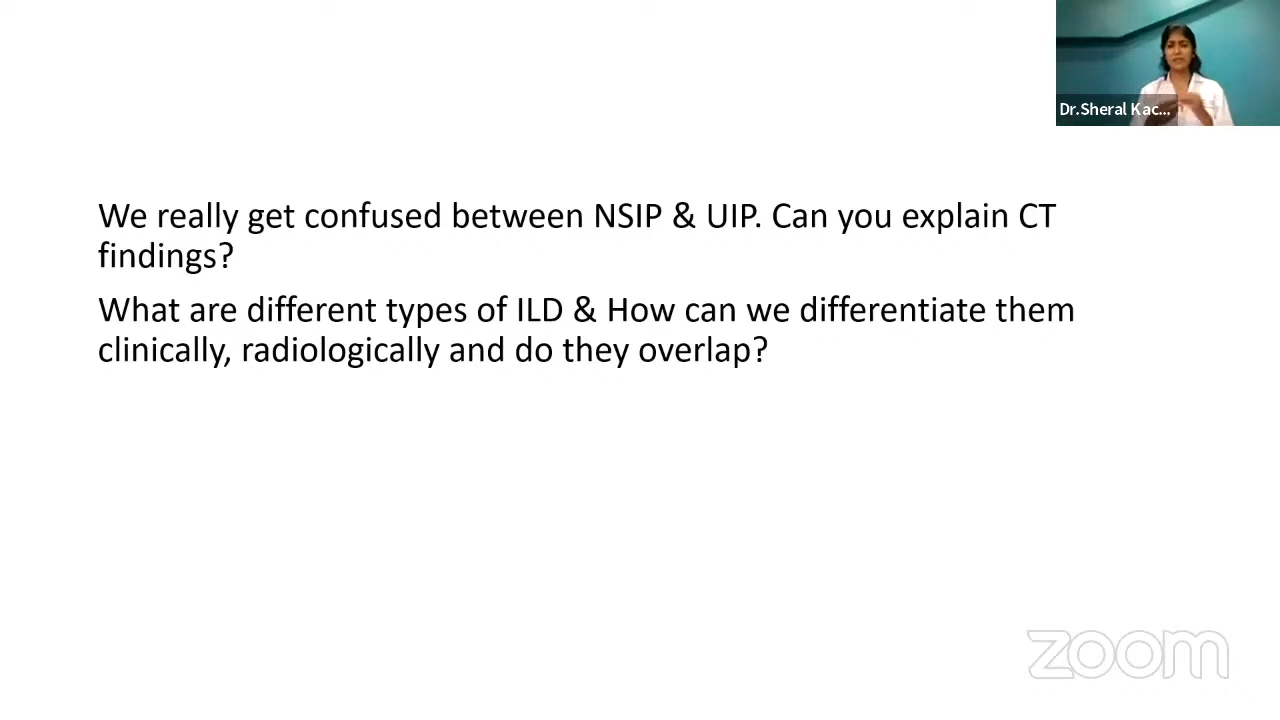 Dr.Sheral Kac...
We really get confused between NSIP & UIP. Can you explain CT
findings?
What are different types of ILD & How can we differentiate them
clinically, radiologically and do they overlap?
zoom